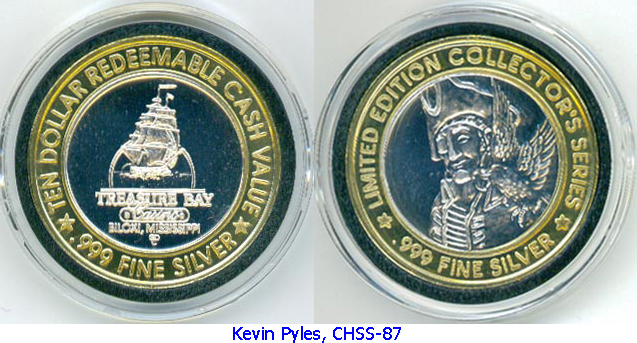 TEN DOLLAR REDEEMABLE CASH VALUE
TREASURE BAY
Casino
BILOXI, MISSISSIPPI
.999 FINE SILVER
LIMITED EDITION COLLECTOR'S SERIES
.999 FINE SILVER
Kevin Pyles, CHSS-87